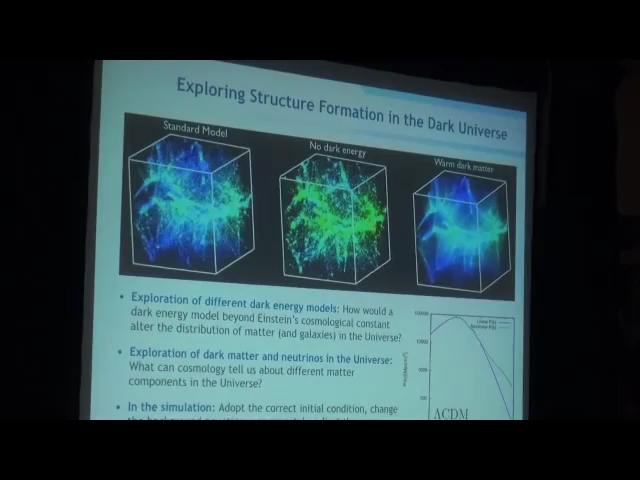 Exploring Structure Formation in the Dark Universe
Standard Model
No dark energy
Warm dark matter
• Exploration of different dark energy models: How would a
dark energy model beyond Einstein's cosmological constant
alter the distribution of matter (and galaxies) in the Universe?
• Exploration of dark matter and neutrinos in the Universe:
What can cosmology tell us about different matter
components in the Universe?
• In the simulation: Adopt the correct initial condition, change
ΛCDM